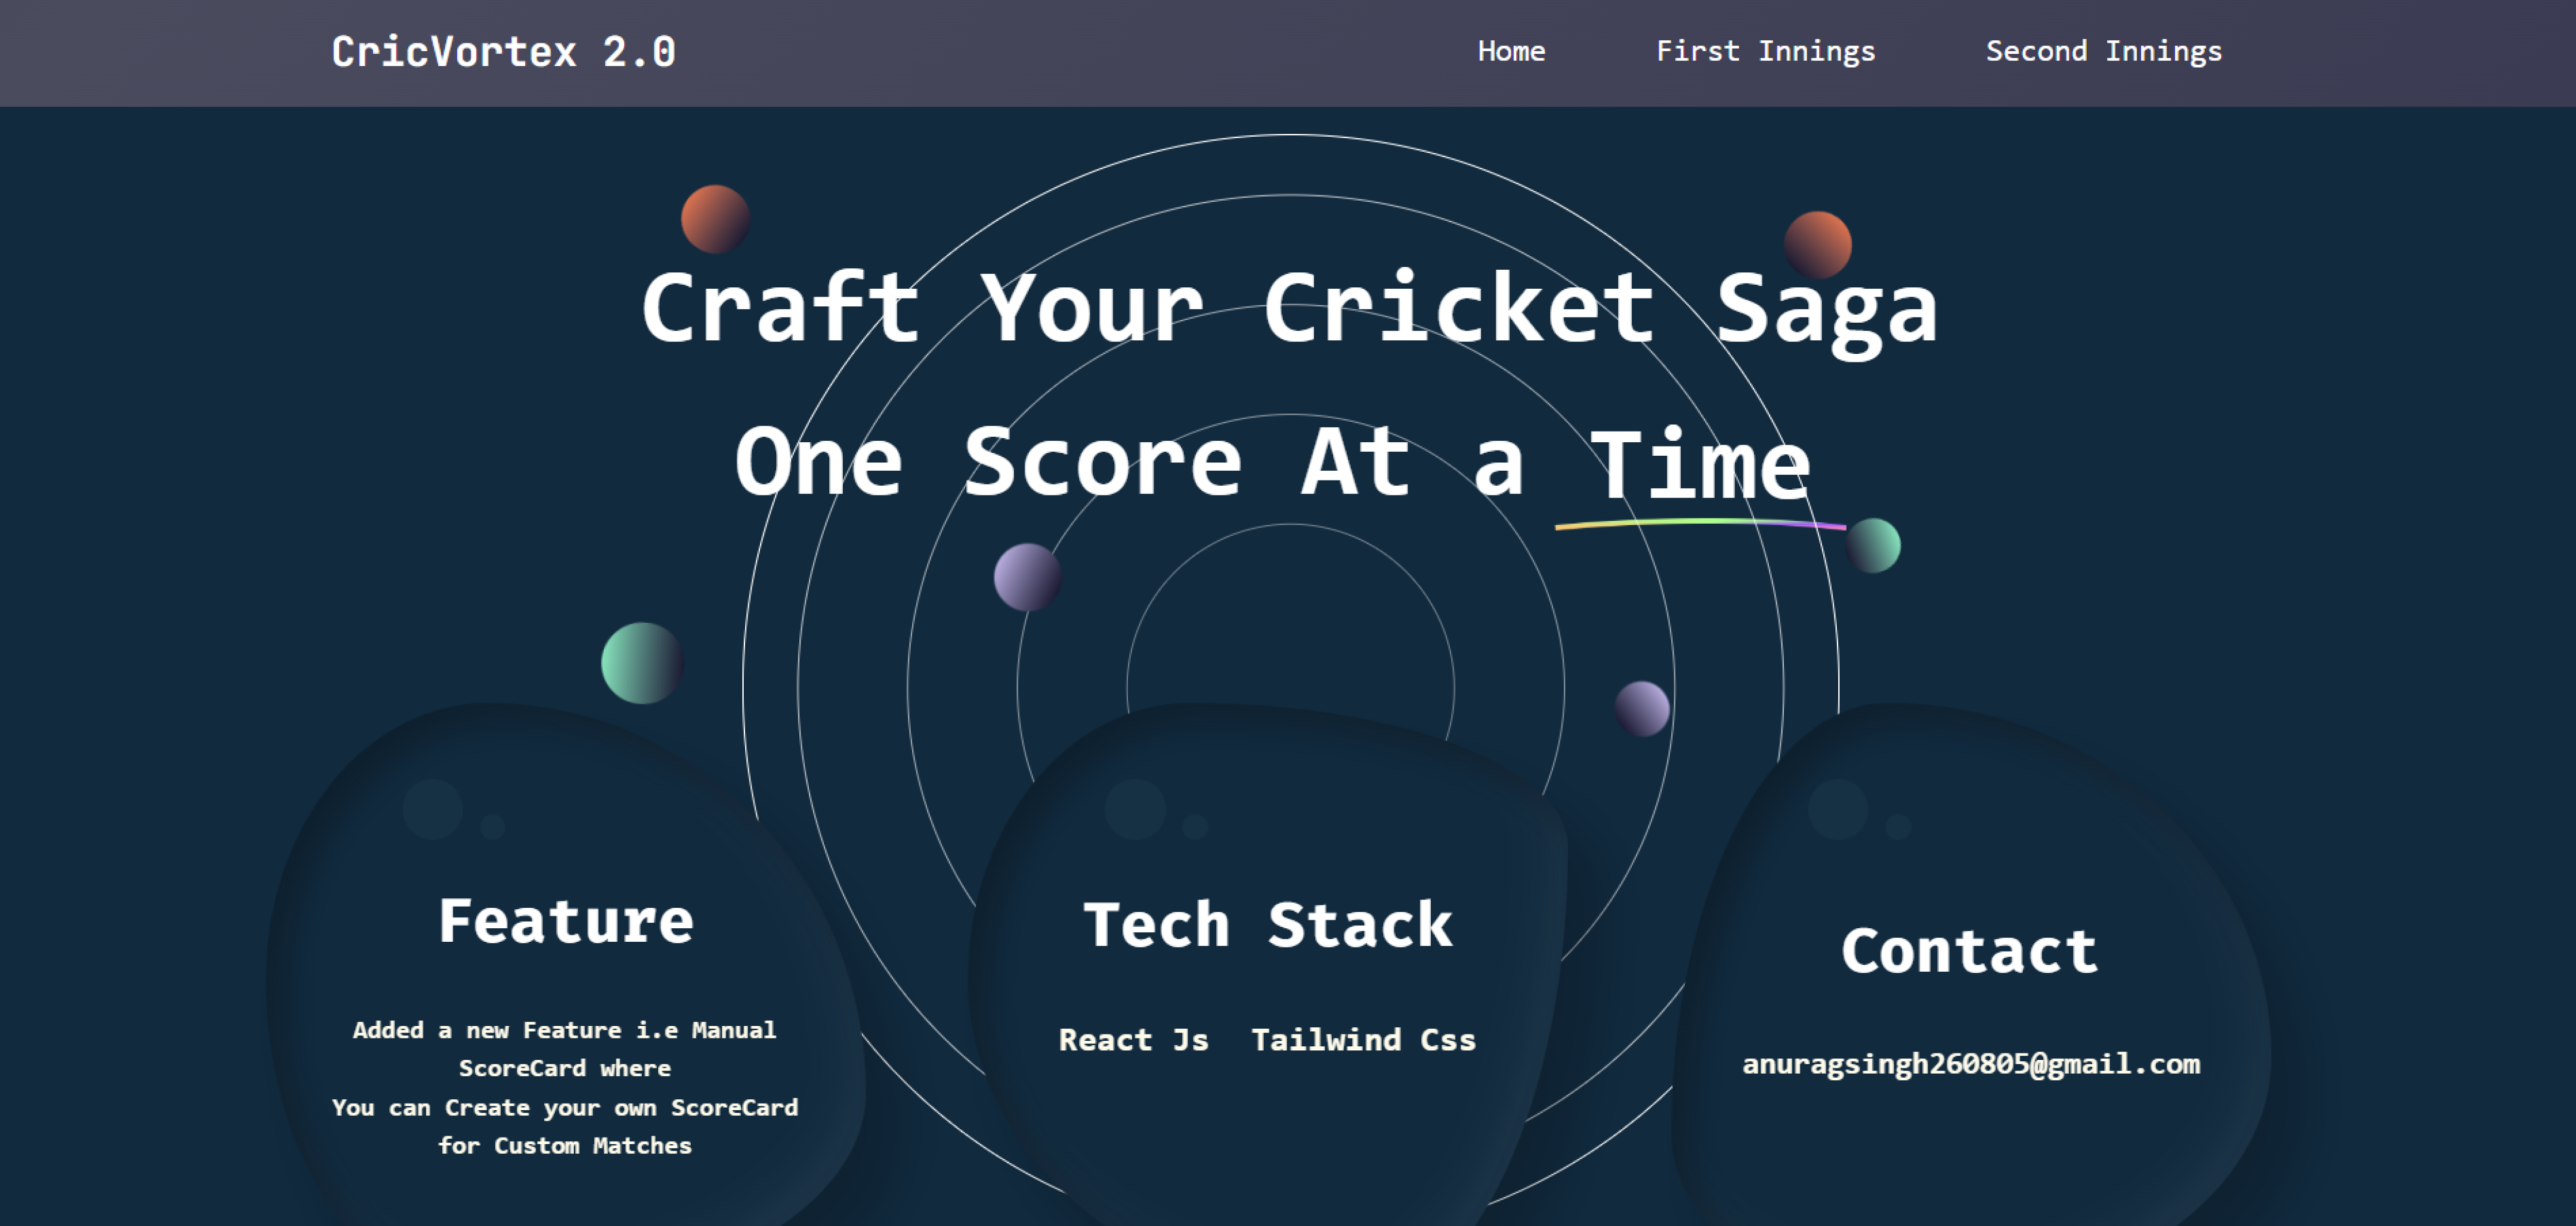 CricVortex 2.0
Home First Innings Second Innings
Craft Your Cricket Saga
One Score At a Time
Feature
Added a new Feature i.e Manual
ScoreCard where
You can Create your own ScoreCard
for Custom Matches
Tech Stack
React Js Tailwind Css
Contact
anuragsingh260805@gmail.com